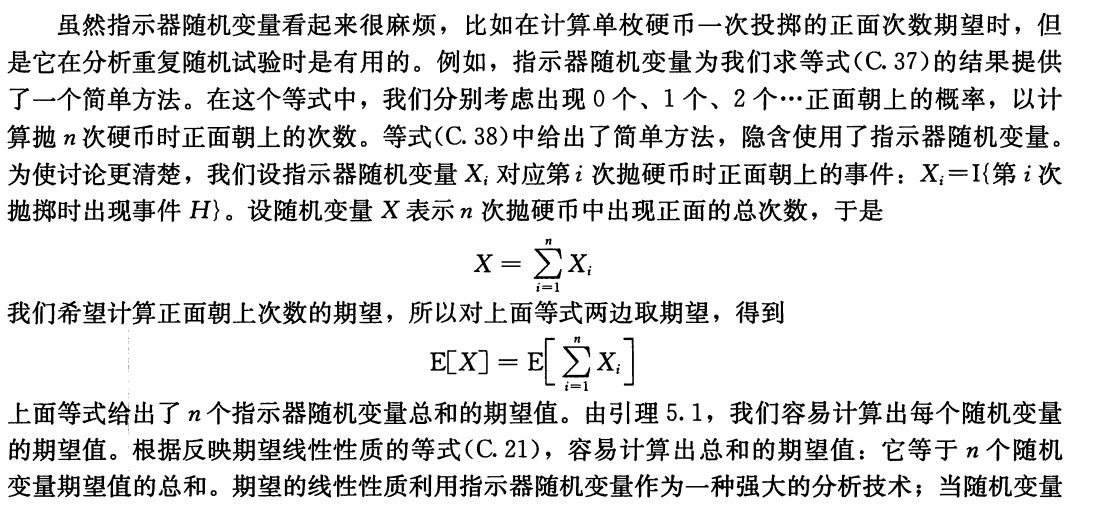 虽然指示器随机变量看起来很麻烦，比如在计算单枚硬币一次投掷的正面次数期望时，但
是它在分析重复随机试验时是有用的。例如，指示器随机变量为我们求等式(C.37)的结果提供
了一个简单方法。在这个等式中，我们分别考虑出现 0 个、1 个、2 个…正面朝上的概率，以计
算抛 n 次硬币时正面朝上的次数。等式(C.38)中给出了简单方法，隐含使用了指示器随机变量。
为使讨论更清楚，我们设指示器随机变量 Xᵢ 对应第 i 次抛硬币时正面朝上的事件：Xᵢ=I{第 i 次
抛掷时出现事件 H}。设随机变量 X 表示 n 次抛硬币中出现正面的总次数，于是
X = ∑ⁿᵢ₌₁ Xᵢ
我们希望计算正面朝上次数的期望，所以对上面等式两边取期望，得到
E[X] = E[∑ⁿᵢ₌₁ Xᵢ]
上面等式给出了 n 个指示器随机变量总和的期望值。由引理 5.1，我们容易计算出每个随机变量
的期望值。根据反映期望线性性质的等式(C.21)，容易计算出总和的期望值：它等于 n 个随机
变量期望值的总和。期望的线性性质利用指示器随机变量作为一种强大的分析技术；当随机变量